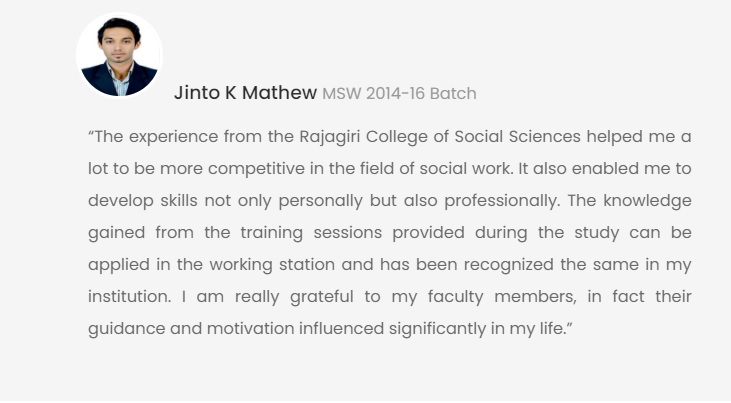 Jinto K Mathew MSW 2014-16 Batch
“The experience from the Rajagiri College of Social Sciences helped me a
lot to be more competitive in the field of social work. It also enabled me to
develop skills not only personally but also professionally. The knowledge
gained from the training sessions provided during the study can be
applied in the working station and has been recognized the same in my
institution. I am really grateful to my faculty members, in fact their
guidance and motivation influenced significantly in my life.”